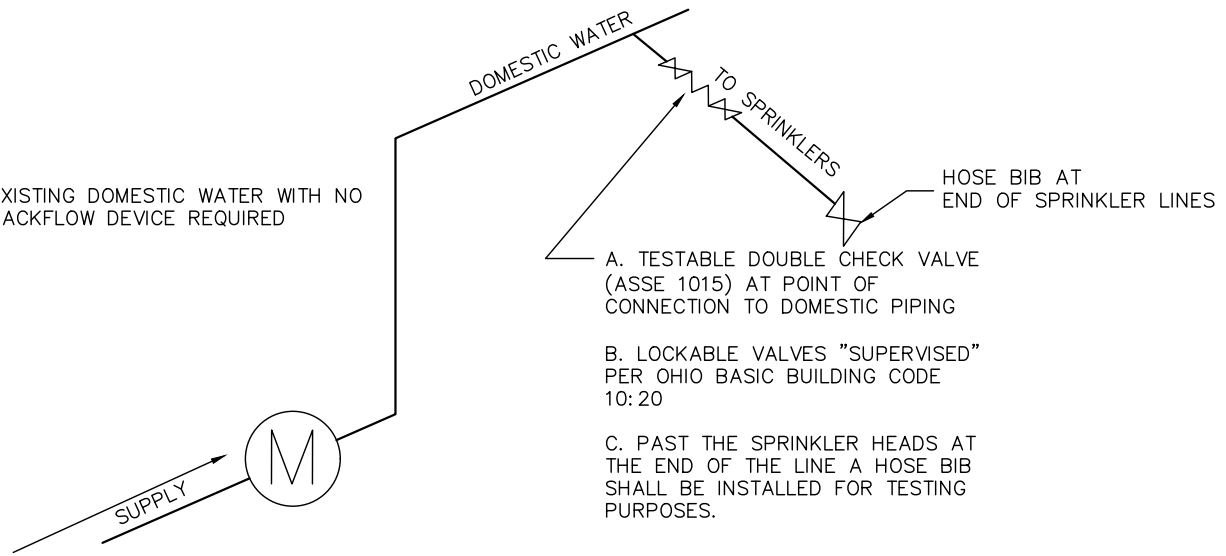 DOMESTIC WATER
TO SPRINKLERS
XISTING DOMESTIC WATER WITH NO
ACKFLOW DEVICE REQUIRED
HOSE BIB AT
END OF SPRINKLER LINES
A. TESTABLE DOUBLE CHECK VALVE
(ASSE 1015) AT POINT OF
CONNECTION TO DOMESTIC PIPING
B. LOCKABLE VALVES "SUPERVISED"
PER OHIO BASIC BUILDING CODE
10:20
C. PAST THE SPRINKLER HEADS AT
THE END OF THE LINE A HOSE BIB
SHALL BE INSTALLED FOR TESTING
PURPOSES.
M
SUPPLY